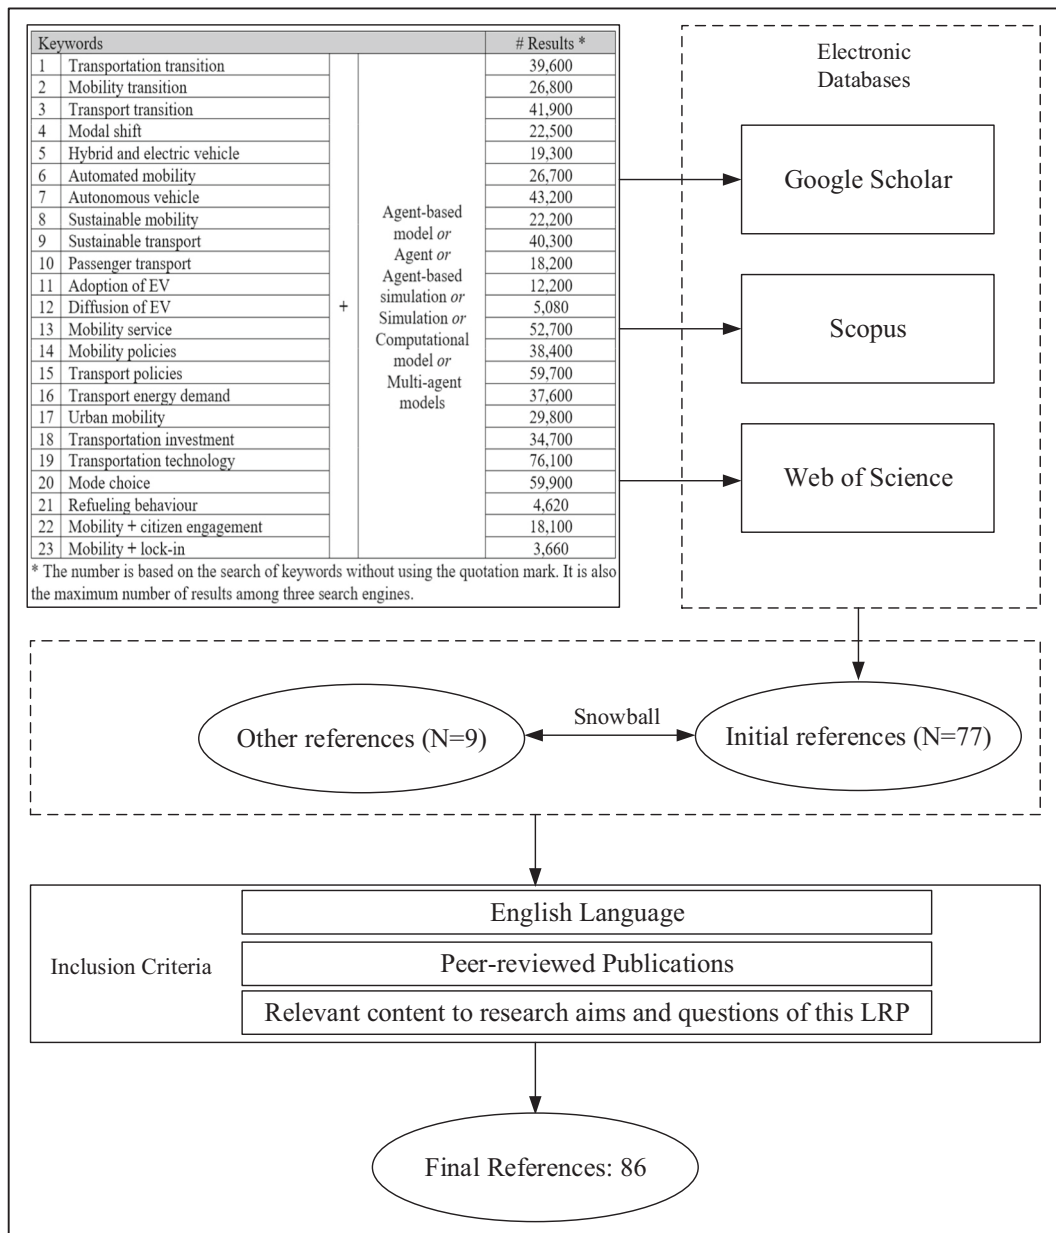 Keywords # Results *
1 Transportation transition 39,600
2 Mobility transition 26,800
3 Transport transition 41,900
4 Modal shift 22,500
5 Hybrid and electric vehicle 19,300
6 Automated mobility 26,700
7 Autonomous vehicle 43,200
8 Sustainable mobility 22,200
9 Sustainable transport 40,300
10 Passenger transport 18,200
11 Adoption of EV 12,200
12 Diffusion of EV 5,080
13 Mobility service 52,700
14 Mobility policies 38,400
15 Transport policies 59,700
16 Transport energy demand 37,600
17 Urban mobility 29,800
18 Transportation investment 34,700
19 Transportation technology 76,100
20 Mode choice 59,900
21 Refueling behaviour 4,620
22 Mobility + citizen engagement 18,100
23 Mobility + lock-in 3,660
+
Agent-based
model or
Agent or
Agent-based
simulation or
Simulation or
Computational
model or
Multi-agent
models
* The number is based on the search of keywords without using the quotation mark. It is also
the maximum number of results among three search engines.
Electronic
Databases
Google Scholar
Scopus
Web of Science
Other references (N=9)
Snowball
Initial references (N=77)
Inclusion Criteria
English Language
Peer-reviewed Publications
Relevant content to research aims and questions of this LRP
Final References: 86